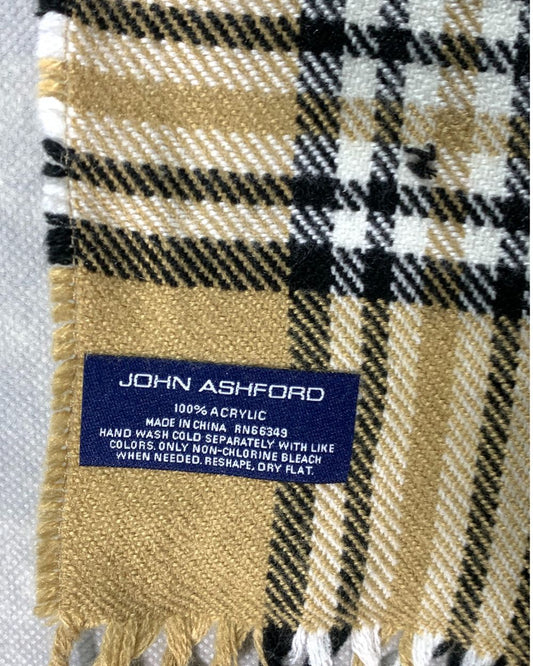 JOHN ASHFORD
100% ACRYLIC
MADE IN CHINA RN66349
HAND WASH COLD SEPARATELY WITH LIKE
COLORS. ONLY NON-CHLORINE BLEACH
WHEN NEEDED. RESHAPE, DRY FLAT.